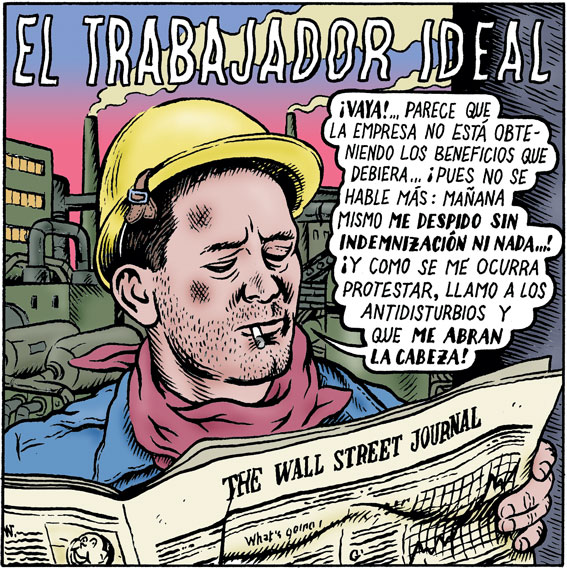 EL TRABAJADOR IDEAL
¡VAYA!... PARECE QUE
LA EMPRESA NO ESTÁ OBTE-
NIENDO LOS BENEFICIOS QUE
DEBIERA... ¡PUES NO SE
HABLE MÁS: MAÑANA
MISMO ME DESPIDO SIN
INDEMNIZACIÓN NI NADA...!
¡Y COMO SE ME OCURRA
PROTESTAR, LLAMO A LOS
ANTIDISTURBIOS Y
QUE ME ABRAN
LA CABEZA!
THE WALL STREET JOURNAL
What's going